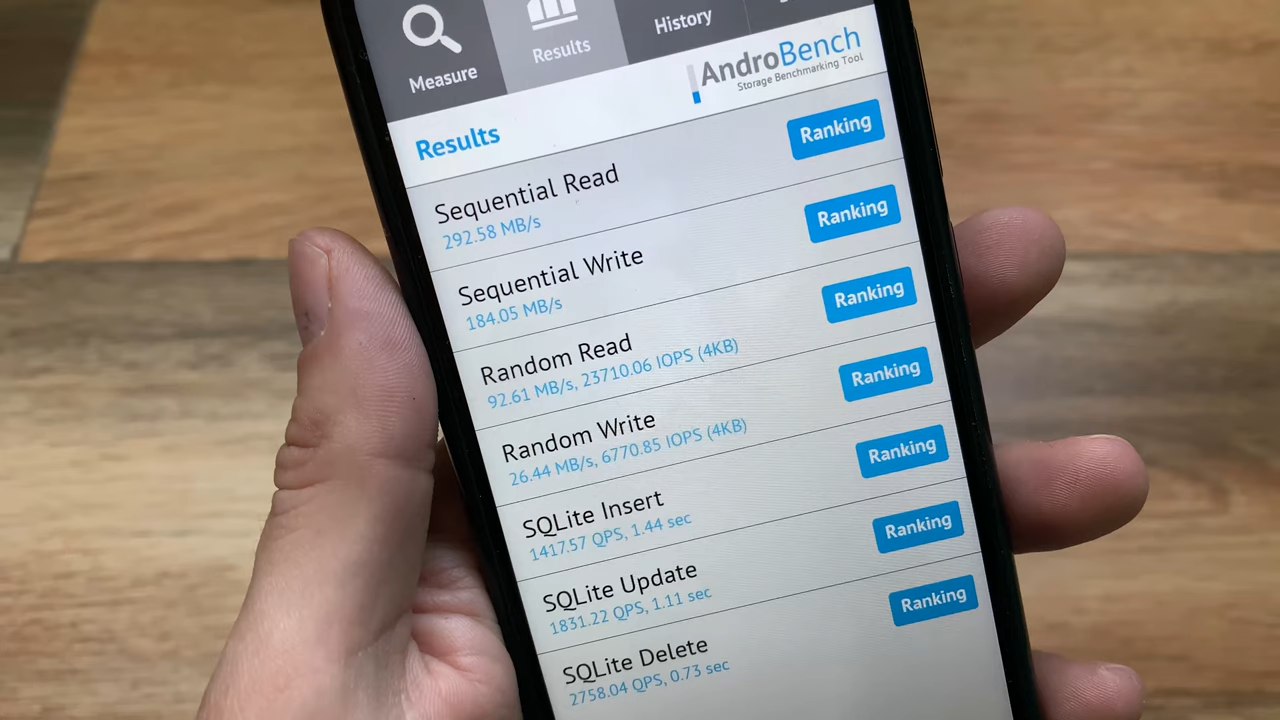 Measure
Results
History
AndroBench
Storage Benchmarking Tool
Results
Sequential Read
292.58 MB/s
Ranking
Sequential Write
184.05 MB/s
Ranking
Random Read
92.61 MB/s, 23710.06 IOPS (4KB)
Ranking
Random Write
26.44 MB/s, 6770.85 IOPS (4KB)
Ranking
SQLite Insert
1417.57 QPS, 1.44 sec
Ranking
SQLite Update
1831.22 QPS, 1.11 sec
Ranking
SQLite Delete
2758.04 QPS, 0.73 sec
Ranking